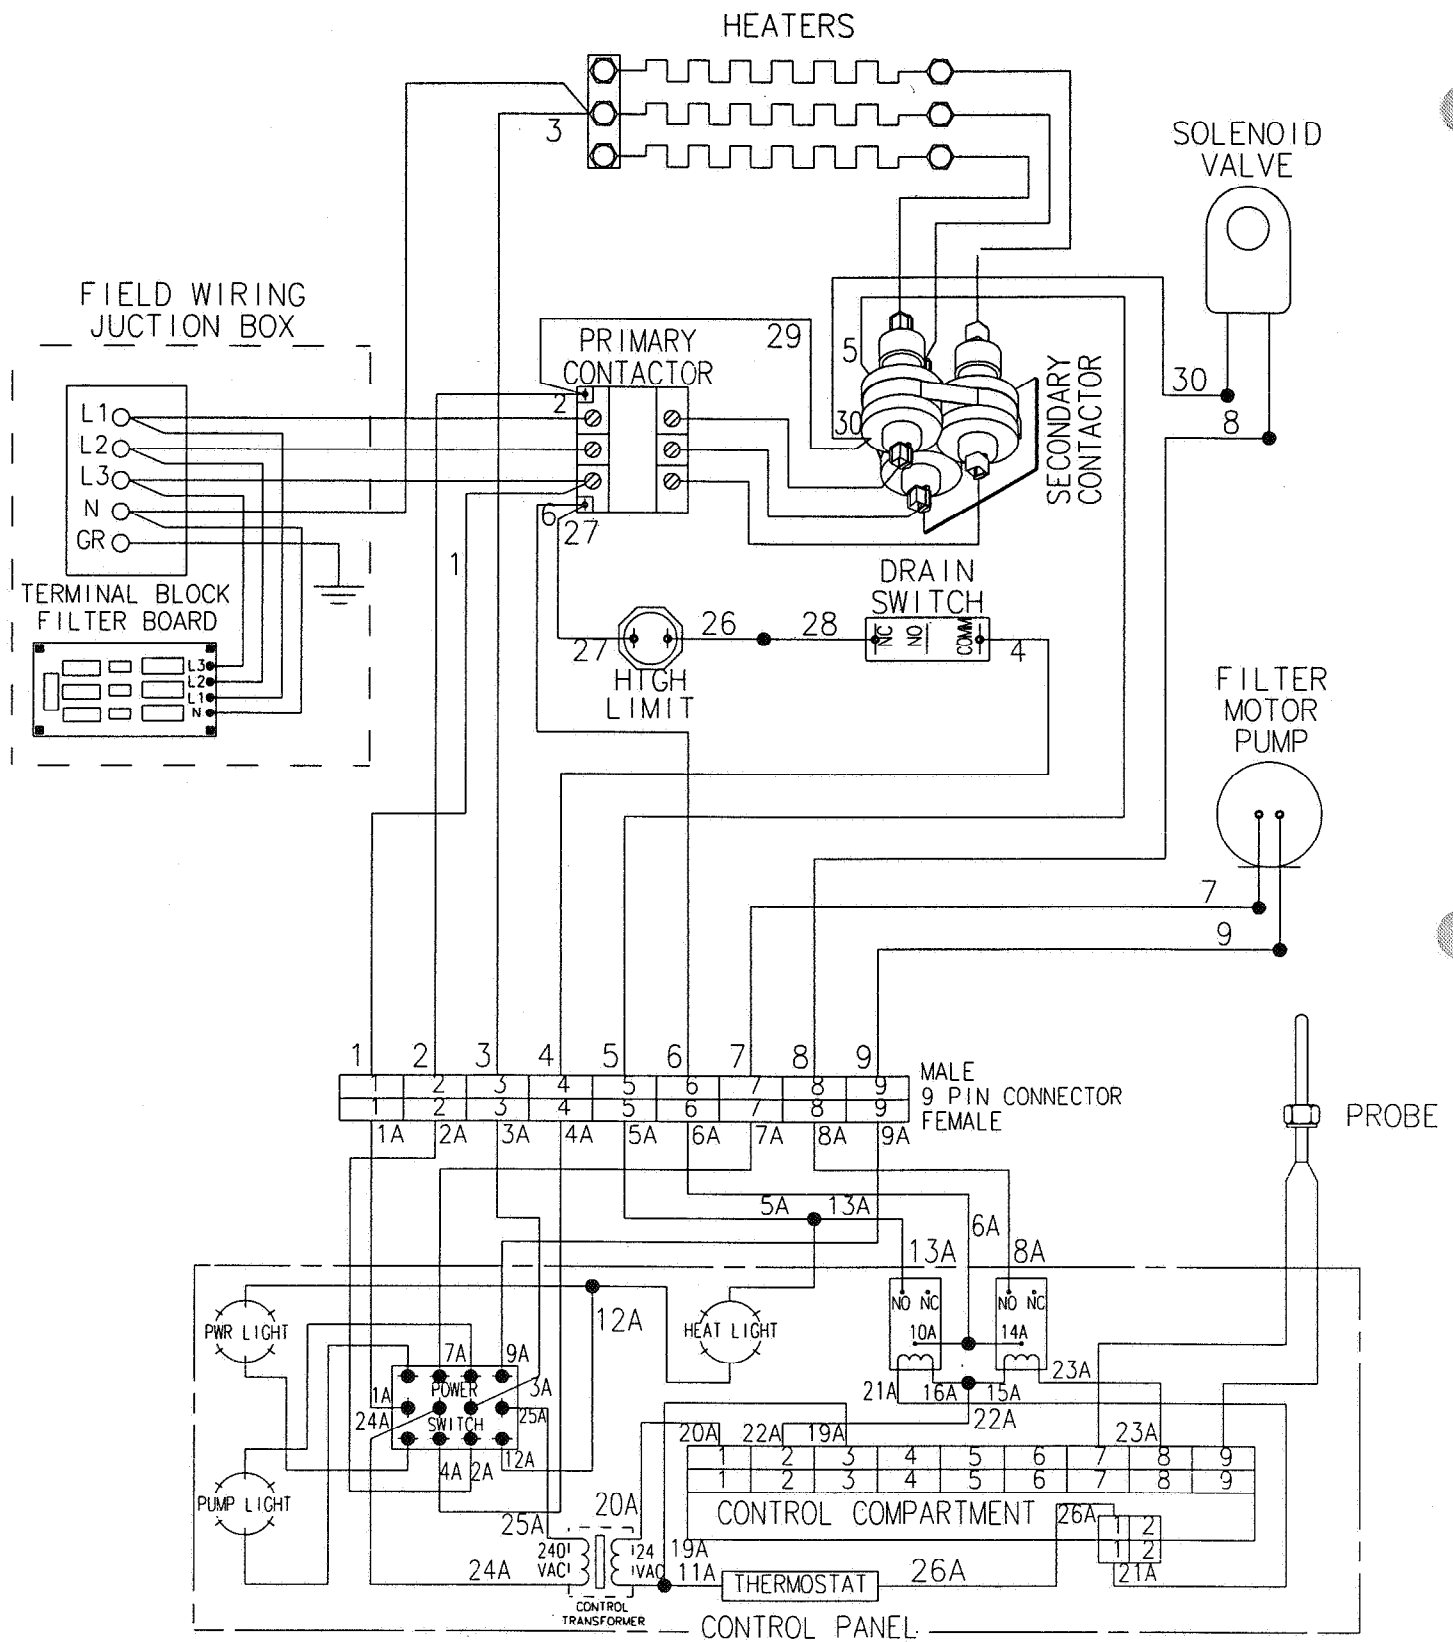 HEATERS
3
SOLENOID
VALVE
FIELD WIRING
JUCTION BOX
29
PRIMARY
CONTACTOR
5
SECONDARY
CONTACTOR
30
2
L1
30
8
L2
L3
N
6
27
GR
1
TERMINAL BLOCK
FILTER BOARD
DRAIN
SWITCH
26
28
NC
NO
COMM
4
27
L3
L2
L1
N
HIGH
LIMIT
FILTER
MOTOR
PUMP
7
9
1 2 3 4 5 6 7 8 9
MALE
1 2 3 4 5 6 7 8 9
9 PIN CONNECTOR
1 2 3 4 5 6 7 8 9
FEMALE
PROBE
1A 2A 3A 4A 5A 6A 7A 8A 9A
5A 13A
6A
13A 8A
NO NC
NO NC
12A
PWR LIGHT
HEAT LIGHT
10A
14A
7A 9A
23A
POWER
1A
3A
21A 16A 15A
24A
SWITCH
25A
22A
20A 22A 19A
23A
12A
4A 2A
1 2 3 4 5 6 7 8 9
1 2 3 4 5 6 7 8 9
PUMP LIGHT
20A
CONTROL COMPARTMENT
26A
25A
1 2
1 2
240
VAC
24
VAC
19A
11A
24A
THERMOSTAT
26A
21A
CONTROL
TRANSFORMER
CONTROL PANEL